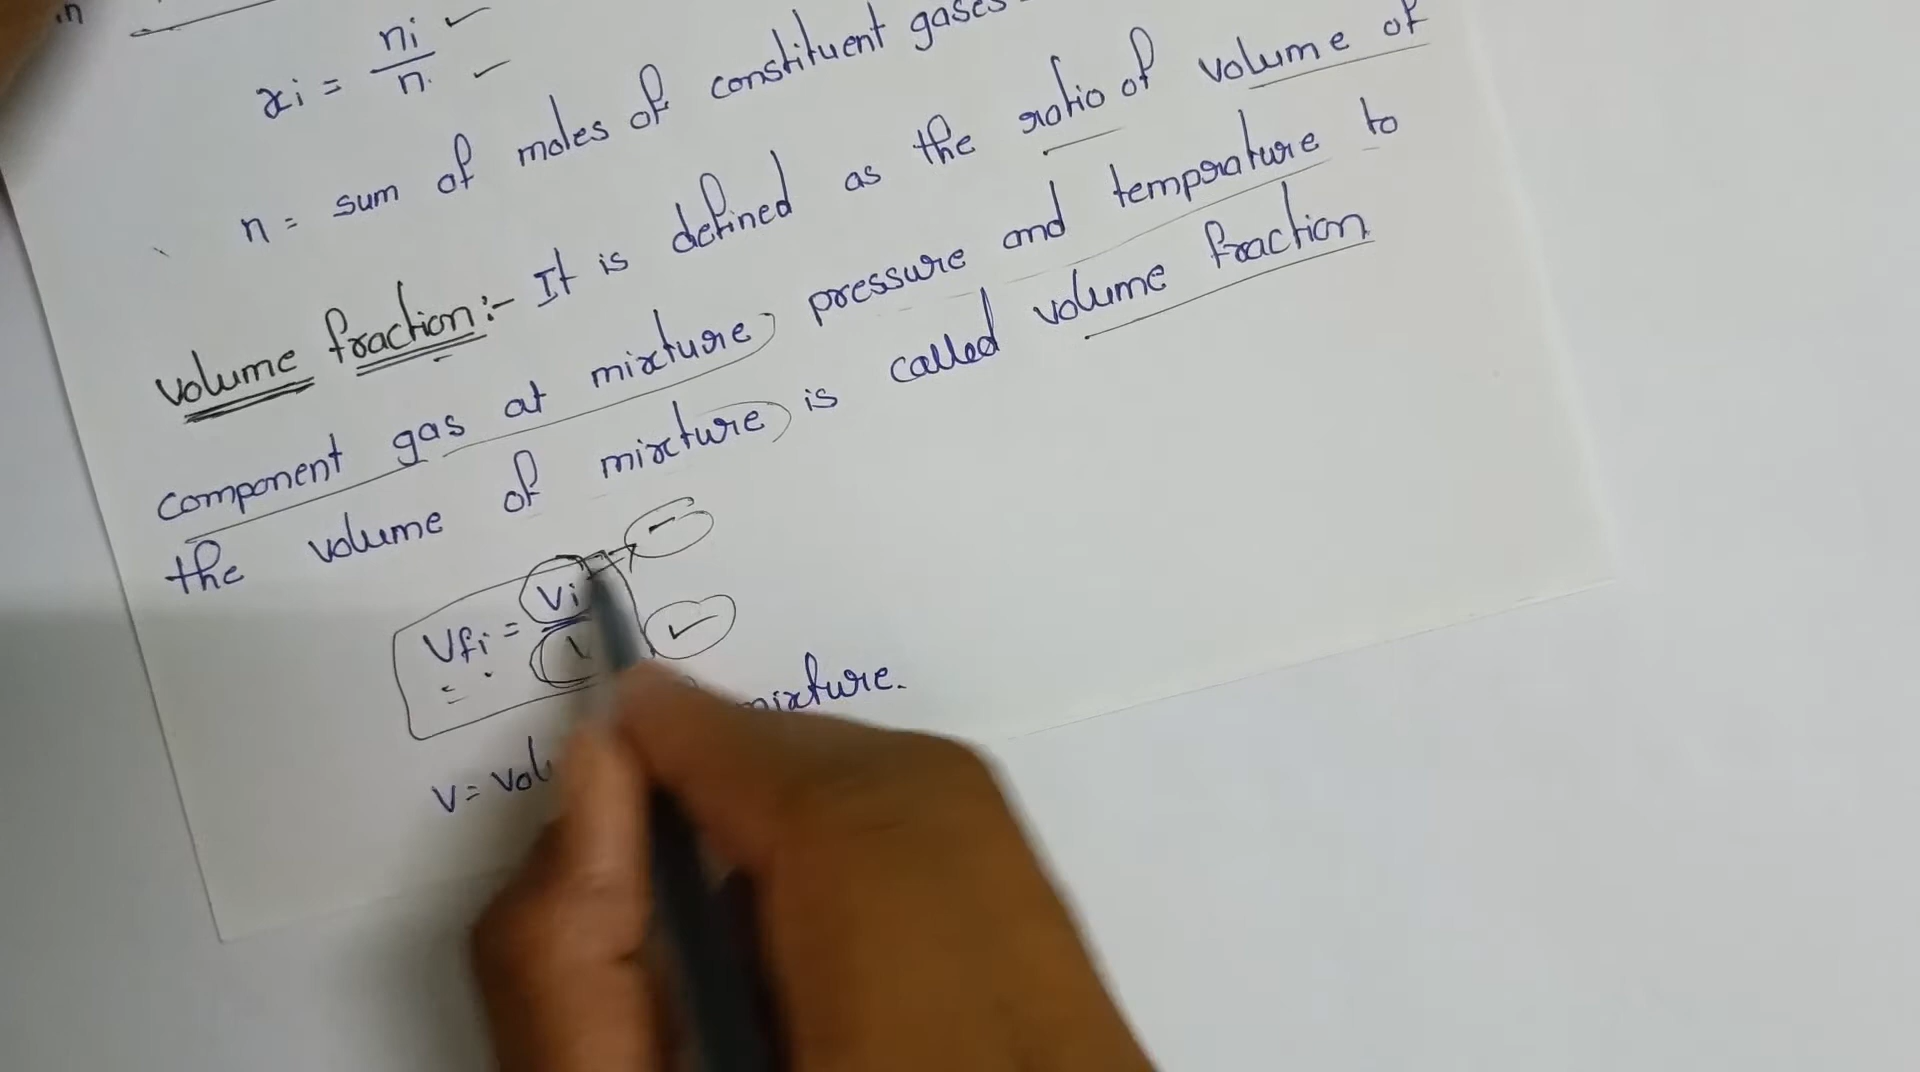 xi = ni/n
n = sum of moles of constituent gases
volume fraction:- It is defined as the ratio of volume of
component gas at mixture pressure and temperature to
the volume of mixture is called volume fraction
Vfi = Vi/V
V = vol mixture.